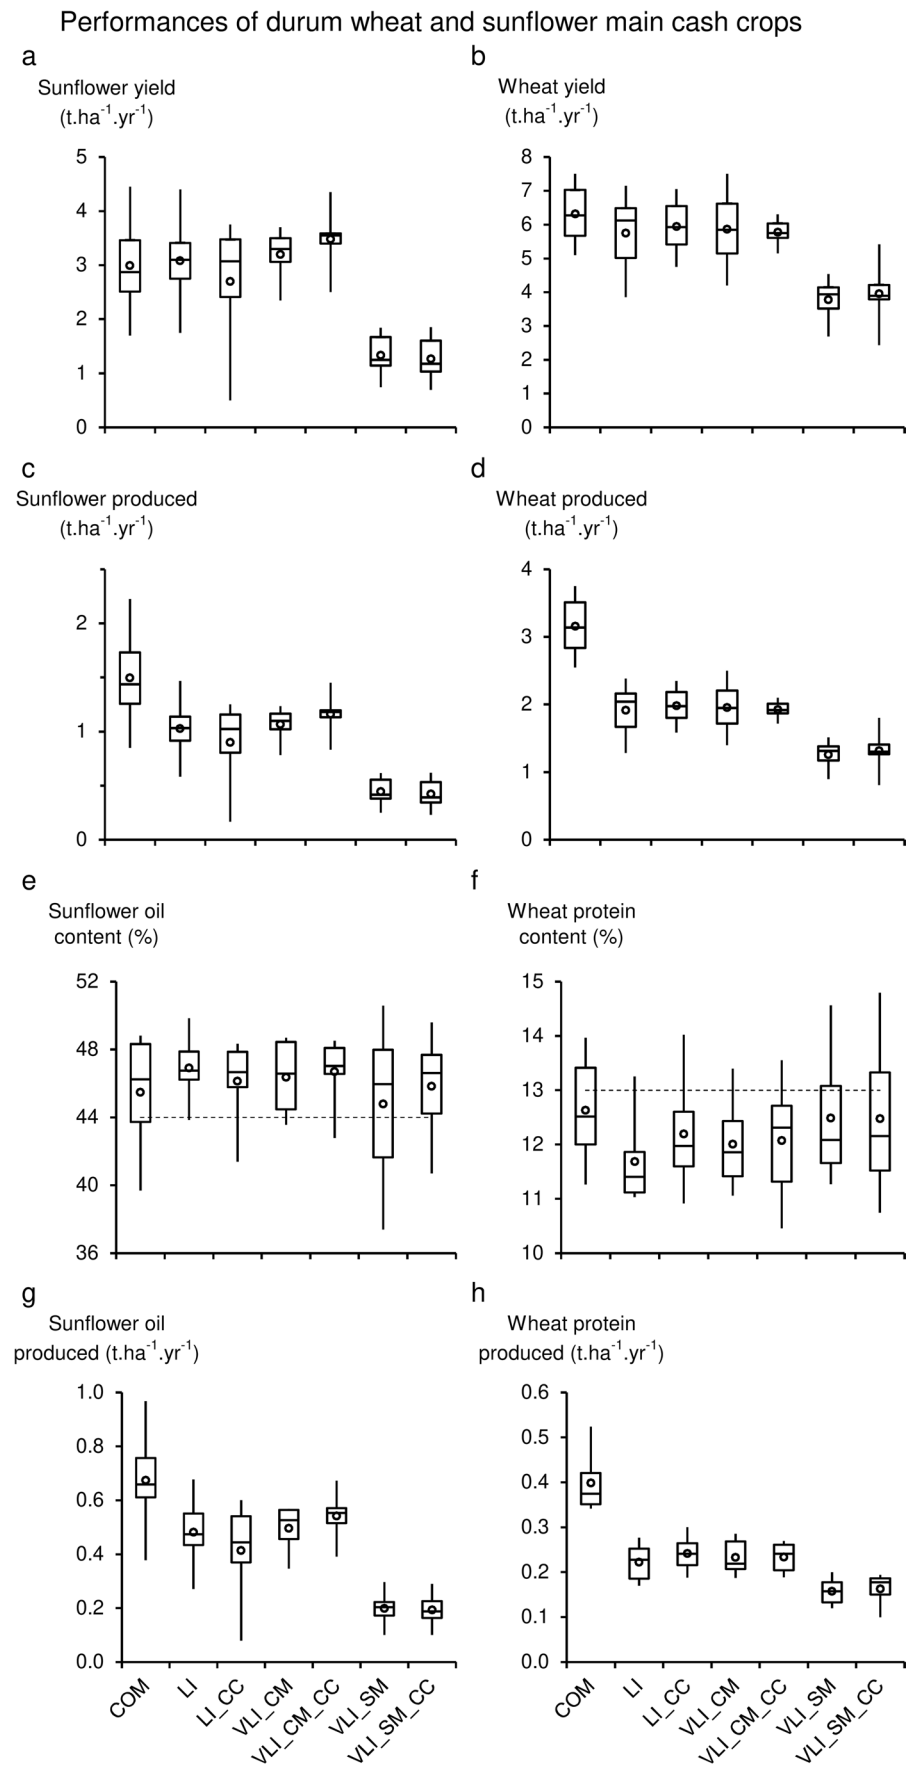 Performances of durum wheat and sunflower main cash crops
a
Sunflower yield
(t.ha⁻¹.yr⁻¹)
5
4
3
2
1
0
b
Wheat yield
(t.ha⁻¹.yr⁻¹)
8
7
6
5
4
3
2
1
0
c
Sunflower produced
(t.ha⁻¹.yr⁻¹)
2
1
0
d
Wheat produced
(t.ha⁻¹.yr⁻¹)
4
3
2
1
0
e
Sunflower oil
content (%)
52
48
44
40
36
f
Wheat protein
content (%)
15
14
13
12
11
10
g
Sunflower oil
produced (t.ha⁻¹.yr⁻¹)
1.0
0.8
0.6
0.4
0.2
0.0
COM
LI
LI_CC
VLI_CM
VLI_CM_CC
VLI_SM
VLI_SM_CC
h
Wheat protein
produced (t.ha⁻¹.yr⁻¹)
0.6
0.5
0.4
0.3
0.2
0.1
0.0
COM
LI
LI_CC
VLI_CM
VLI_CM_CC
VLI_SM
VLI_SM_CC